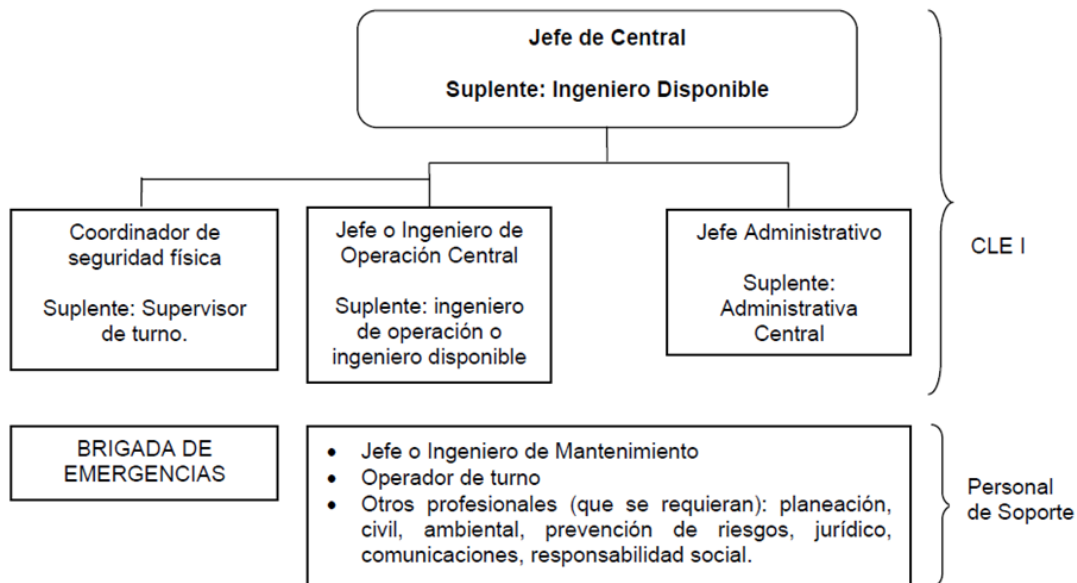 Jefe de Central
Suplente: Ingeniero Disponible
Coordinador de
seguridad física
Suplente: Supervisor
de turno.
Jefe o Ingeniero de
Operación Central
Suplente: ingeniero
de operación o
ingeniero disponible
Jefe Administrativo
Suplente:
Administrativa
Central
CLE I
BRIGADA DE
EMERGENCIAS
• Jefe o Ingeniero de Mantenimiento
• Operador de turno
• Otros profesionales (que se requieran): planeación,
civil, ambiental, prevención de riesgos, jurídico,
comunicaciones, responsabilidad social.
Personal
de Soporte